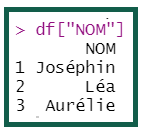 > df["NOM"]
NOM
1 Joséphin
2 Léa
3 Aurélie